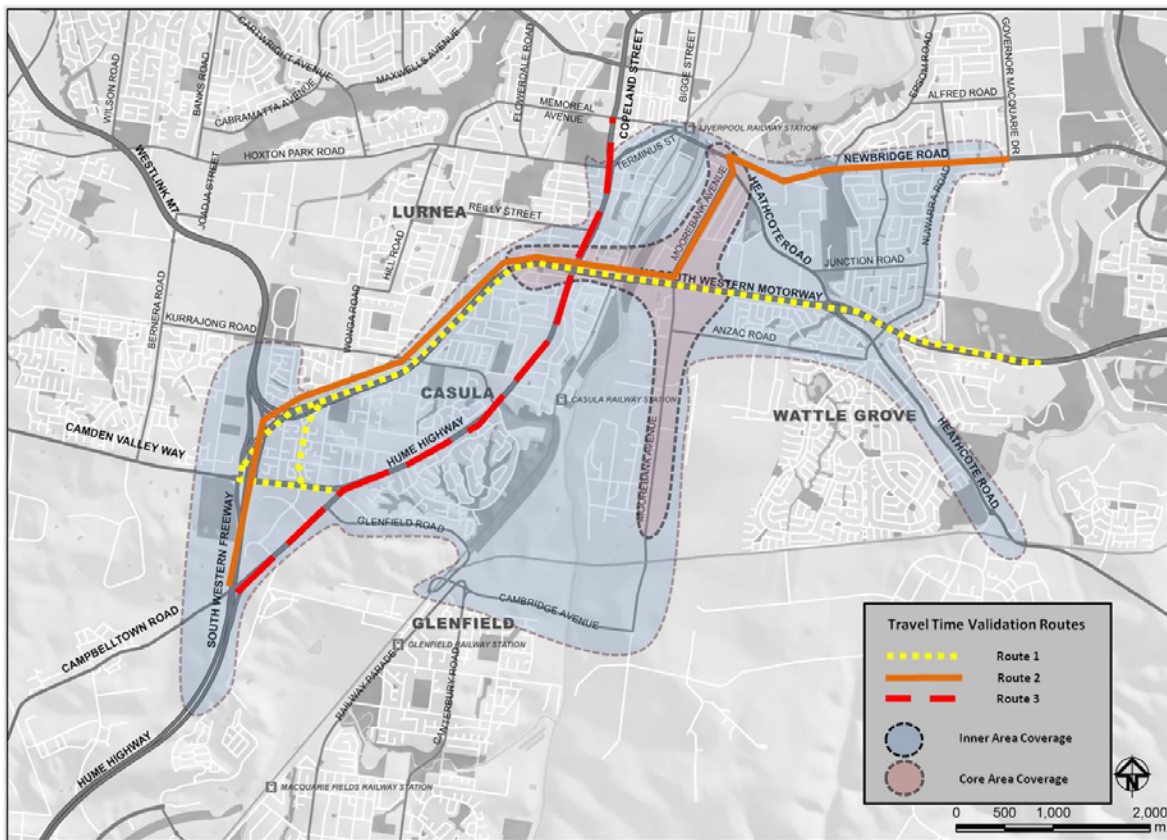 CARTWRIGHT AVENUE
MAXWELLS AVENUE
WILSON ROAD
BANKS ROAD
CABRAMATTA AVENUE
FLOWERDALE ROAD
MEMOREAL AVENUE
COPELAND STREET
BIGGE STREET
LIVERPOOL RAILWAY STATION
EPSOM ROAD
GOVERNOR MACQUARIE DR
ALFRED ROAD
WESTLINK M7
HOXTON PARK ROAD
TERMINUS ST
NEWBRIDGE ROAD
JOADJA STREET
LURNEA
REILLY STREET
MOOREBANK AVENUE
HEATHCOTE ROAD
NUWARRA ROAD
HILL ROAD
JUNCTION ROAD
SOUTH WESTERN MOTORWAY
BERNERA ROAD
KURRAJONG ROAD
WONGA ROAD
ANZAC ROAD
CASULA
CASULA RAILWAY STATION
WATTLE GROVE
CAMDEN VALLEY WAY
HUME HIGHWAY
MOOREBANK AVENUE
HEATHCOTE ROAD
GLENFIELD ROAD
SOUTH WESTERN FREEWAY
CAMBRIDGE AVENUE
CAMPBELLTOWN ROAD
GLENFIELD
GLENFIELD RAILWAY STATION
RAILWAY PARADE
CANTERBURY ROAD
HUME HIGHWAY
MACQUARIE FIELDS RAILWAY STATION
Travel Time Validation Routes
Route 1
Route 2
Route 3
Inner Area Coverage
Core Area Coverage
N
0 500 1,000 2,000
m